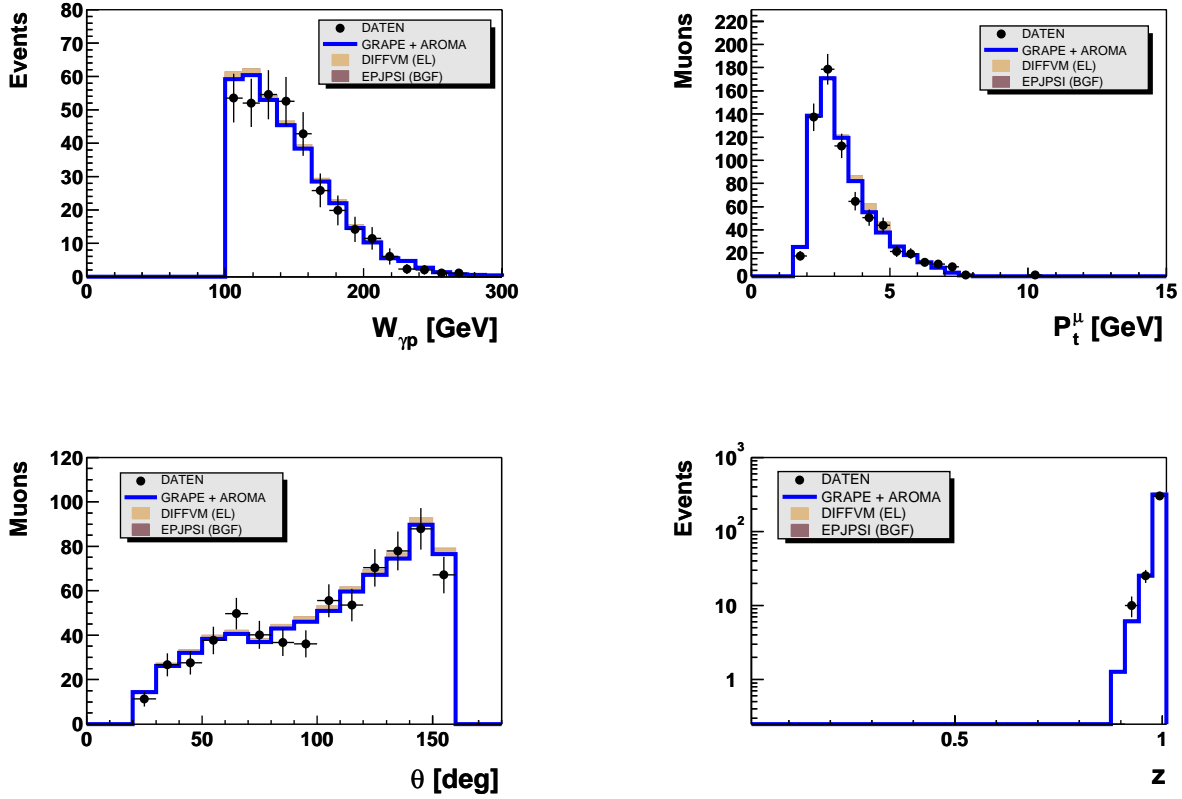 Events
80
70
60
50
40
30
20
10
0
DATEN
GRAPE + AROMA
DIFFVM (EL)
EPJPSI (BGF)
0 100 200 300
W_γp [GeV]
Muons
220
200
180
160
140
120
100
80
60
40
20
0
DATEN
GRAPE + AROMA
DIFFVM (EL)
EPJPSI (BGF)
0 5 10 15
P_t^μ [GeV]
Muons
120
100
80
60
40
20
0
DATEN
GRAPE + AROMA
DIFFVM (EL)
EPJPSI (BGF)
0 50 100 150
θ [deg]
Events
10^3
10^2
10
1
DATEN
GRAPE + AROMA
DIFFVM (EL)
EPJPSI (BGF)
0.5 1
z